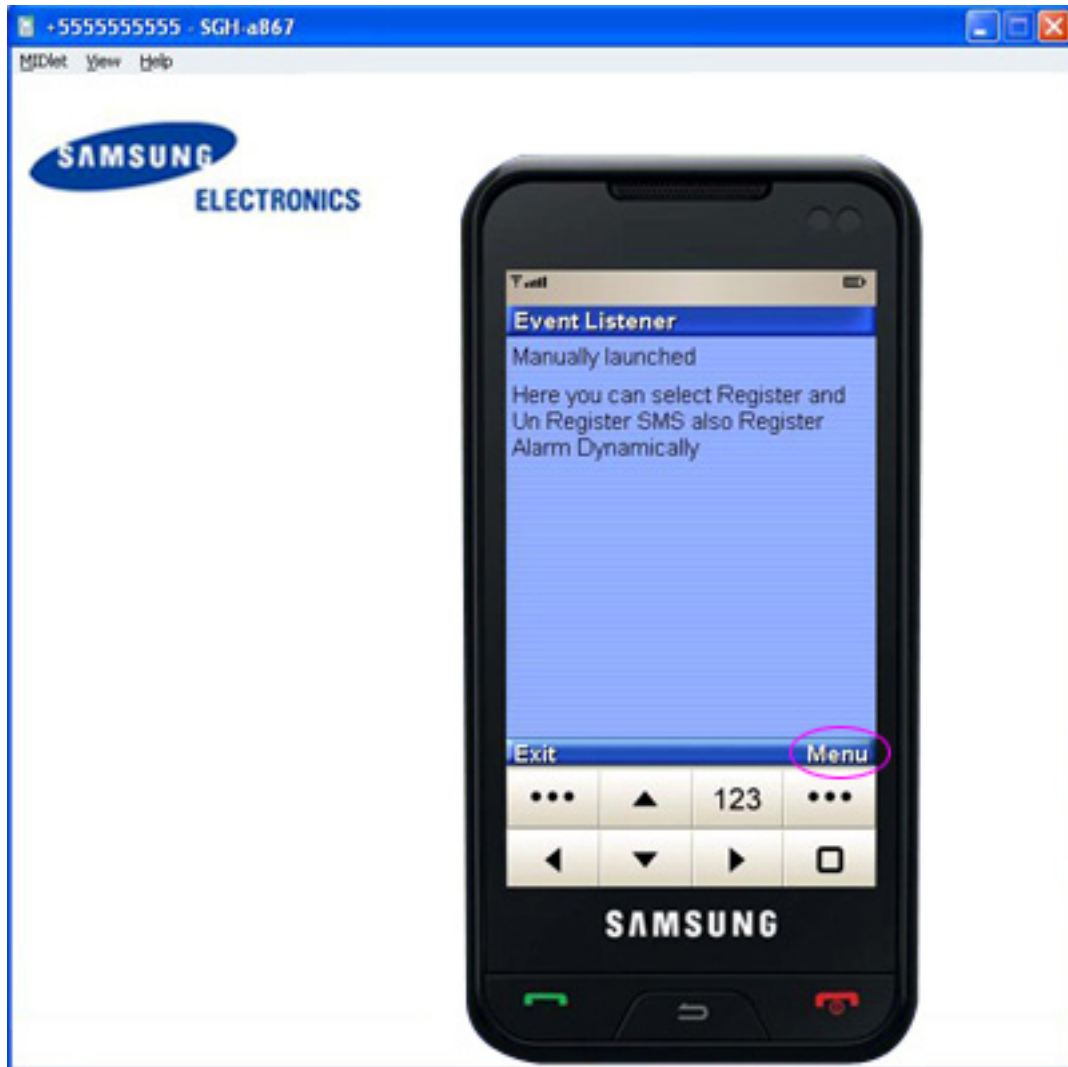 +5555555555 - SGH-a867
MIDlet View Help
SAMSUNG
ELECTRONICS
Event Listener
Manually launched
Here you can select Register and
Un Register SMS also Register
Alarm Dynamically
Exit Menu
123
SAMSUNG